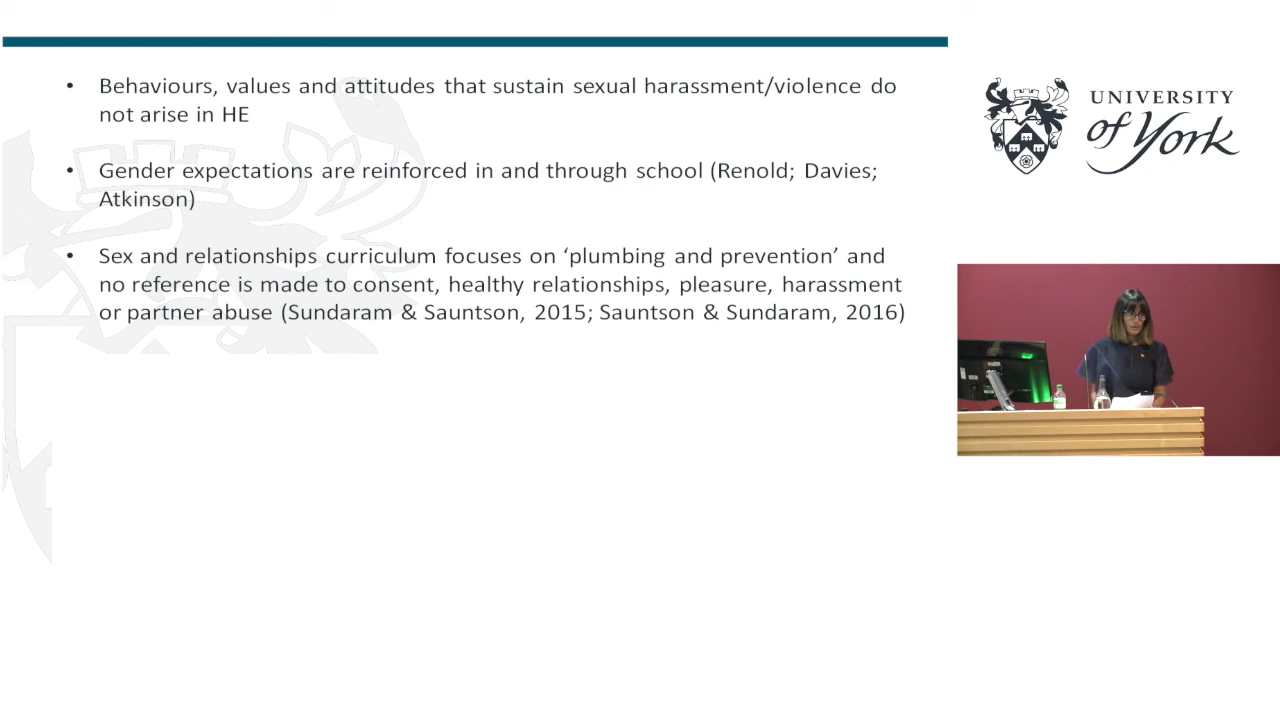 • Behaviours, values and attitudes that sustain sexual harassment/violence do
not arise in HE
• Gender expectations are reinforced in and through school (Renold; Davies;
Atkinson)
• Sex and relationships curriculum focuses on ‘plumbing and prevention’ and
no reference is made to consent, healthy relationships, pleasure, harassment
or partner abuse (Sundaram & Sauntson, 2015; Sauntson & Sundaram, 2016)
UNIVERSITY
of York